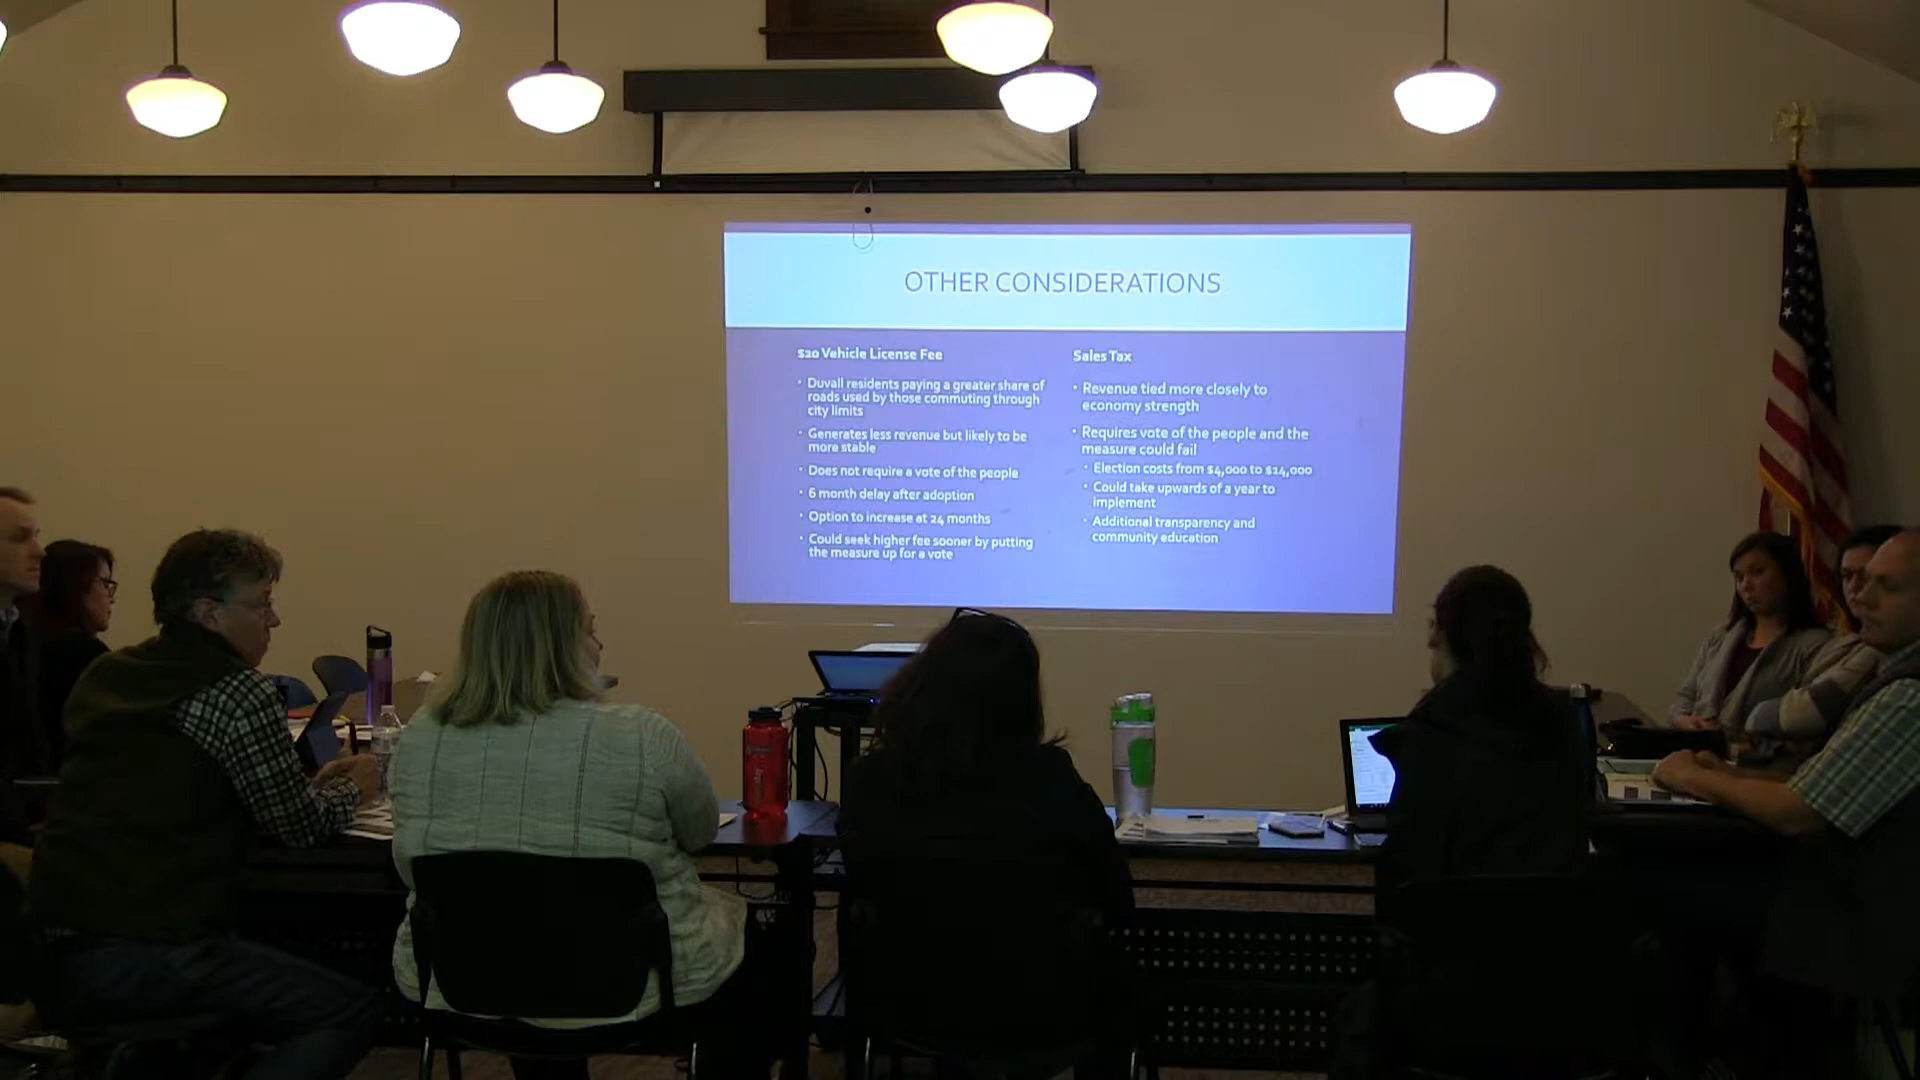 OTHER CONSIDERATIONS
$20 Vehicle License Fee
• Duvall residents paying a greater share of
roads used by those commuting through
city limits
• Generates less revenue but likely to be
more stable
• Does not require a vote of the people
• 6 month delay after adoption
• Option to increase at 24 months
• Could seek higher fee sooner by putting
the measure up for a vote
Sales Tax
• Revenue tied more closely to
economy strength
• Requires vote of the people and the
measure could fail
• Election costs from $4,000 to $14,000
• Could take upwards of a year to
implement
• Additional transparency and
community education